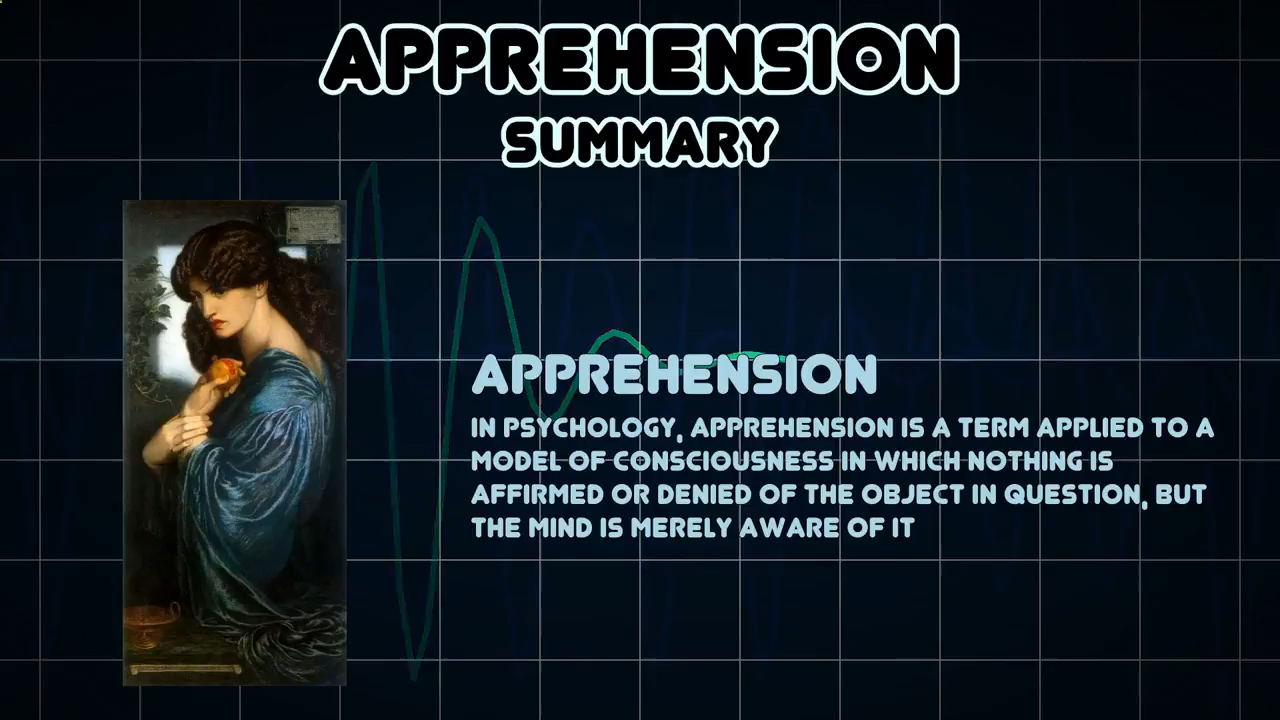 APPREHENSION
SUMMARY
APPREHENSION
IN PSYCHOLOGY, APPREHENSION IS A TERM APPLIED TO A
MODEL OF CONSCIOUSNESS IN WHICH NOTHING IS
AFFIRMED OR DENIED OF THE OBJECT IN QUESTION, BUT
THE MIND IS MERELY AWARE OF IT